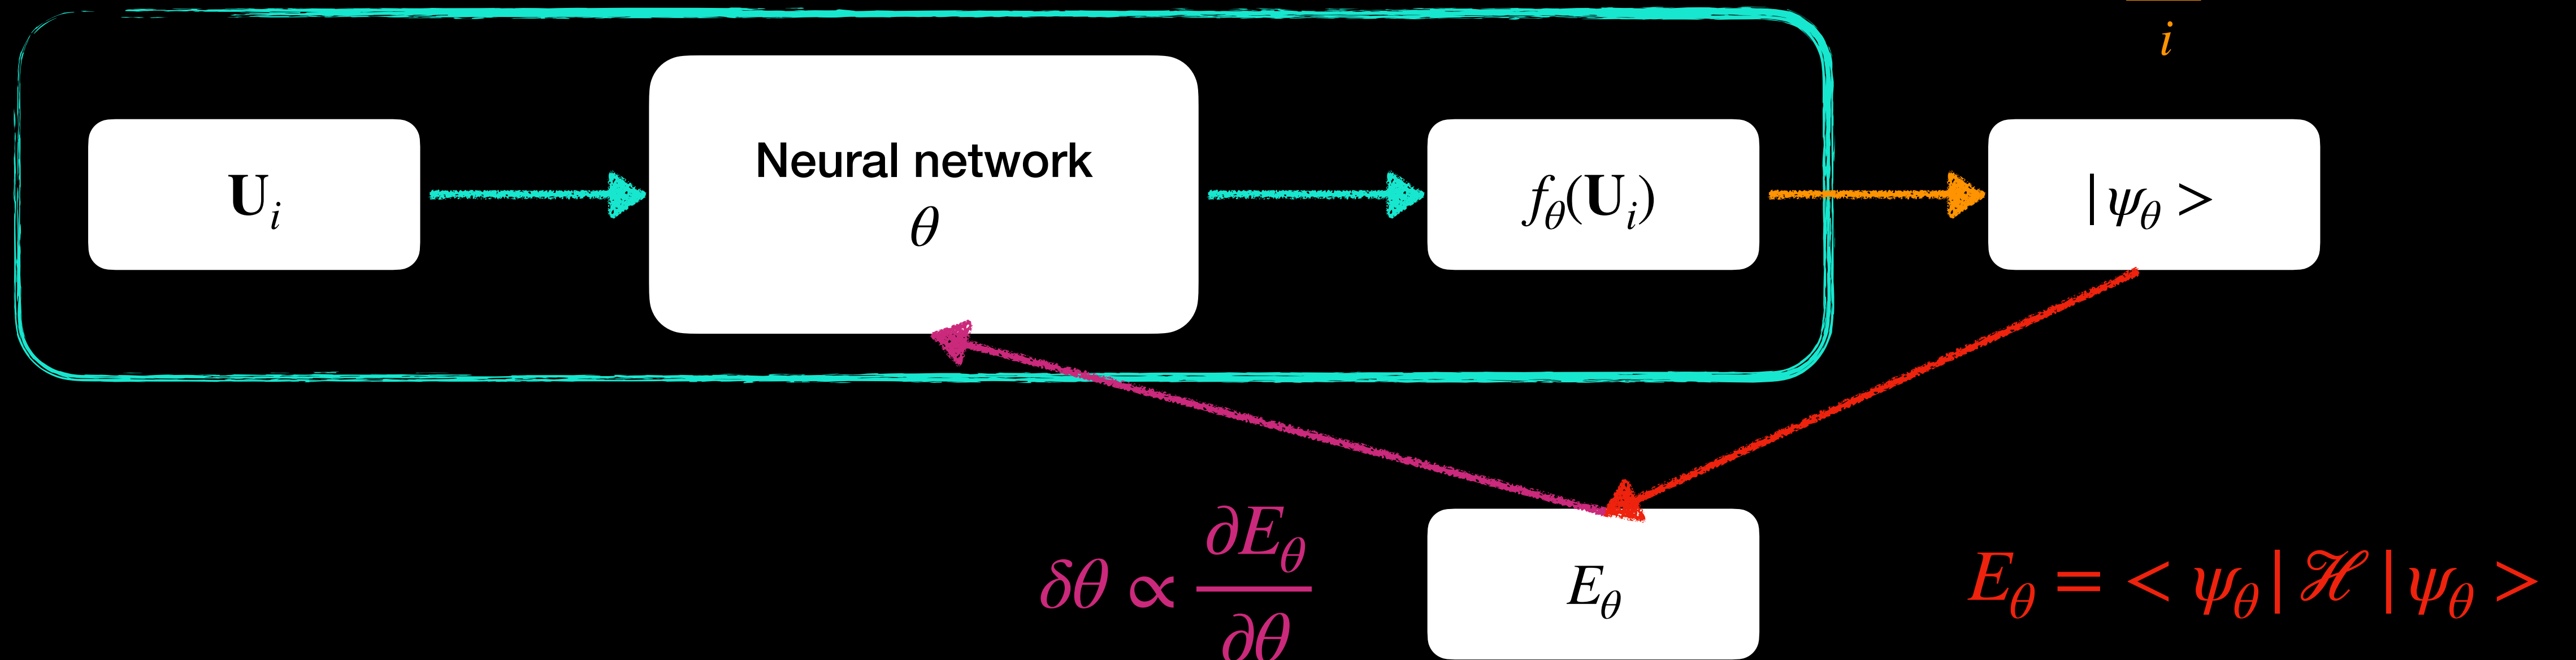 i
𝐔ᵢ
Neural network
θ
f_θ(𝐔ᵢ)
| ψ_θ >
δθ ∝ ∂E_θ / ∂θ
E_θ
E_θ = < ψ_θ | ℋ | ψ_θ >